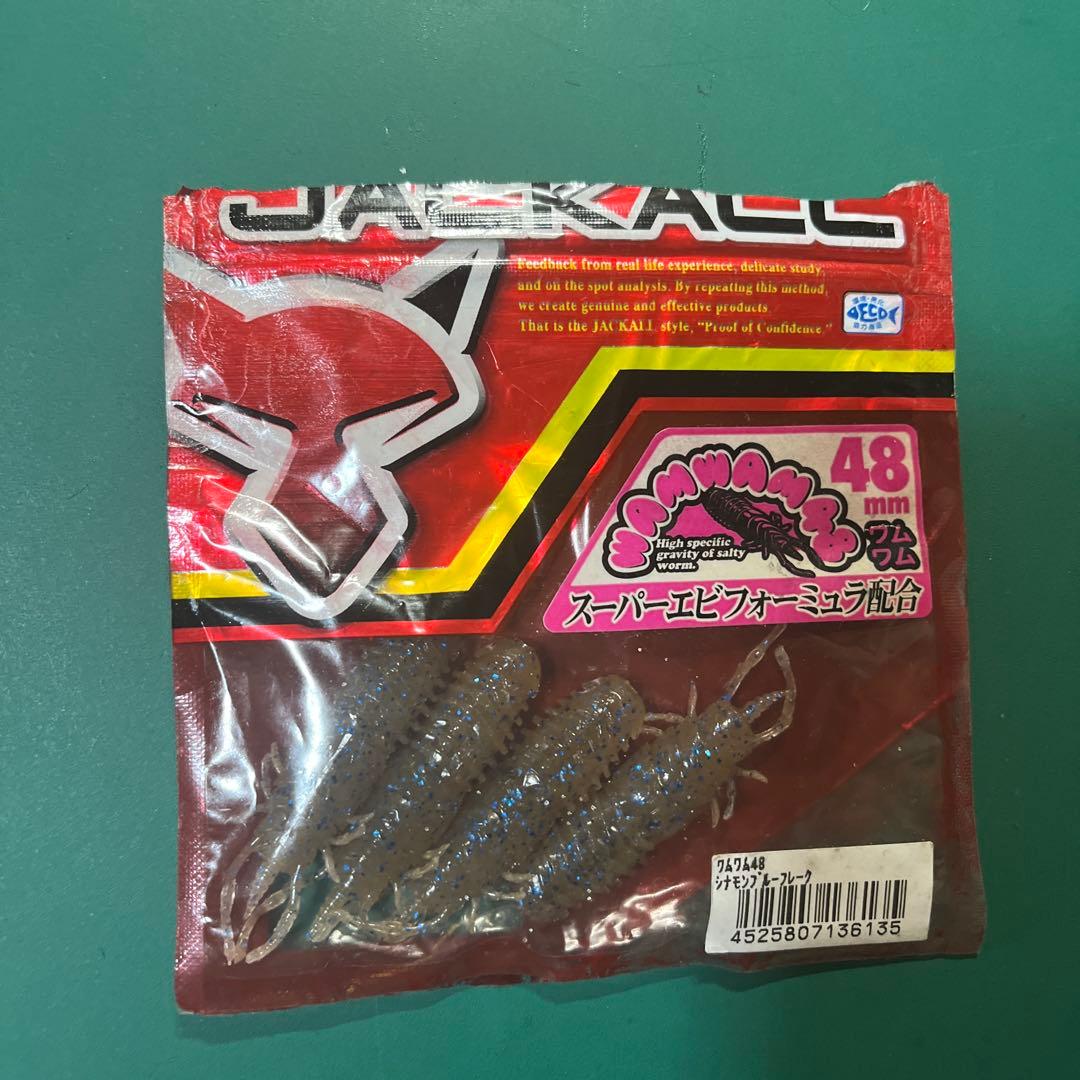 JACKALL
Feedback from real life experience, delicate study,
and on the spot analysis. By repeating this method,
we create genuine and effective products.
That is the JACKALL style, "Proof of Confidence."
ECO
48
mm
WAMWAM
ワム
ワム
High specific
gravity of salty
worm.
スーパーエビフォーミュラ配合
ワムワム48
シナモンブルーフレーク
4525807136135